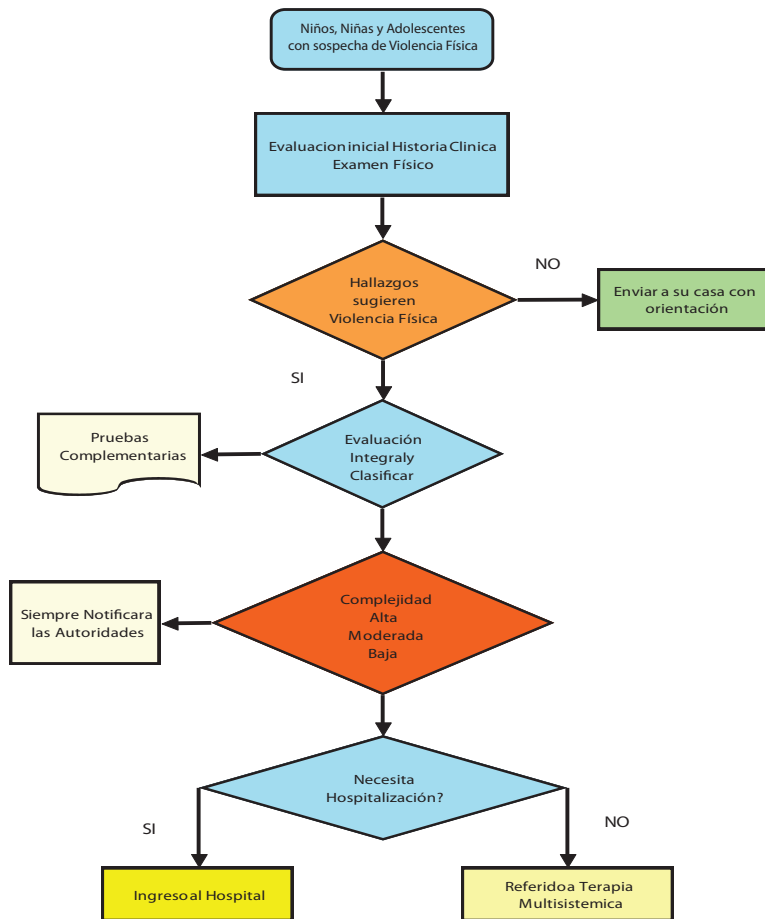 Niños, Niñas y Adolescentes
con sospecha de Violencia Física
Evaluacion inicial Historia Clinica
Examen Físico
Hallazgos
sugieren
Violencia Física
NO
Enviar a su casa con
orientación
SI
Evaluación
Integraly
Clasificar
Pruebas
Complementarias
Complejidad
Alta
Moderada
Baja
Siempre Notificara
las Autoridades
Necesita
Hospitalización?
SI
NO
Ingresoal Hospital
Referidoa Terapia
Multisistemica